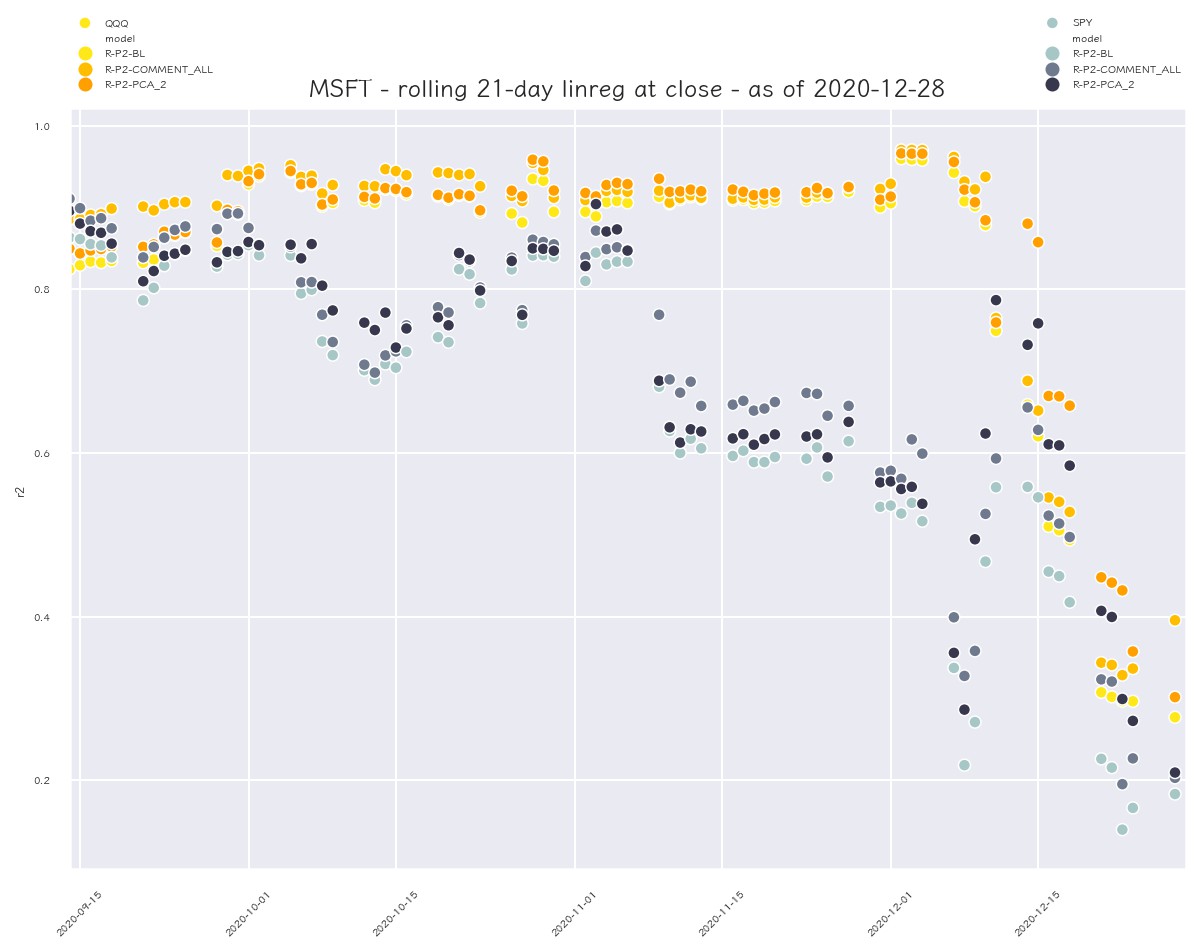 QQQ
model
R-P2-BL
R-P2-COMMENT_ALL
R-P2-PCA_2
SPY
model
R-P2-BL
R-P2-COMMENT_ALL
R-P2-PCA_2
MSFT - rolling 21-day linreg at close - as of 2020-12-28
1.0
0.8
0.6
0.4
0.2
r2
2020-09-15
2020-10-01
2020-10-15
2020-11-01
2020-11-15
2020-12-01
2020-12-15